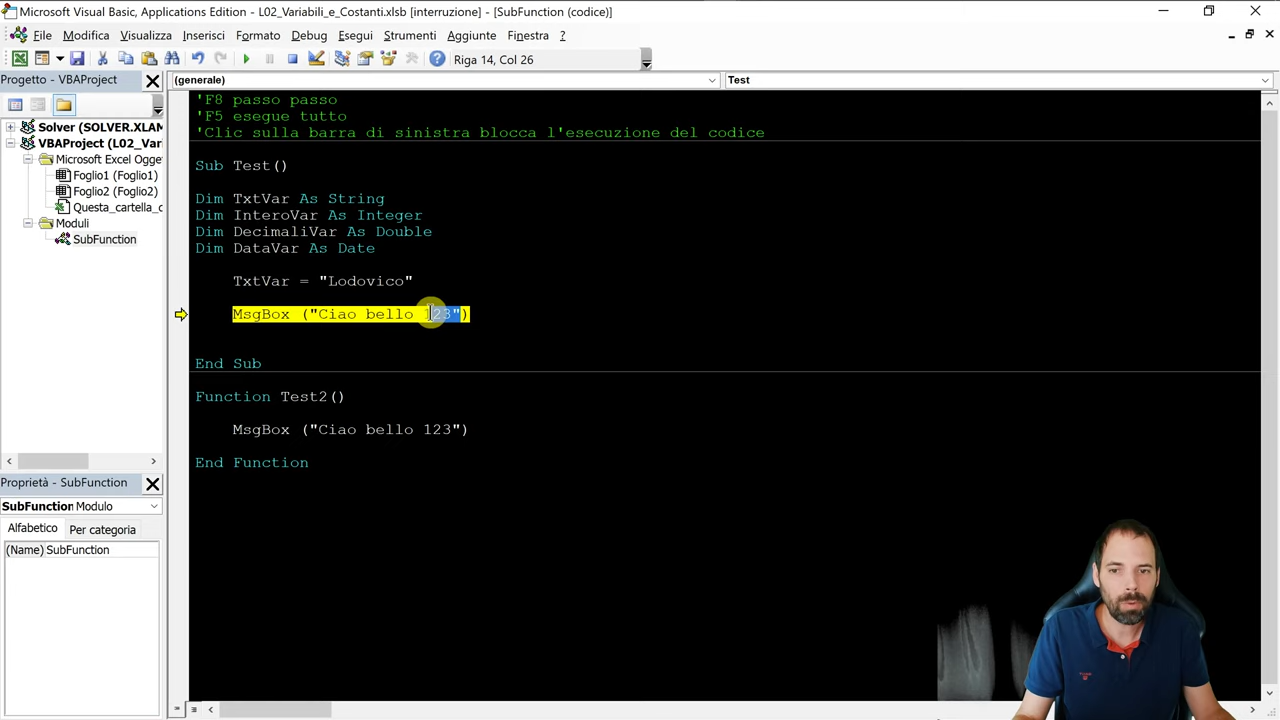 Microsoft Visual Basic, Applications Edition - L02_Variabili_e_Costanti.xlsb [interuzione] - [SubFunction (codice)]
File Modifica Visualizza Inserisci Formato Debug Esegui Strumenti Aggiunte Finestra ?
Riga 14, Col 26
Progetto - VBAProject
(generale)
Test
Solver (SOLVER.XLAM
VBAProject (L02_Vari
Microsoft Excel Ogge
Foglio1 (Foglio1)
Foglio2 (Foglio2)
Questa_cartella_c
Moduli
SubFunction
'F8 passo passo
'F5 esegue tutto
'Clic sulla barra di sinistra blocca l'esecuzione del codice
Sub Test()
Dim TxtVar As String
Dim InteroVar As Integer
Dim DecimaliVar As Double
Dim DataVar As Date
TxtVar = "Lodovico"
MsgBox ("Ciao bello 123")
End Sub
Function Test2()
MsgBox ("Ciao bello 123")
End Function
Proprietà - SubFunction
SubFunction Modulo
Alfabetico Per categoria
(Name) SubFunction